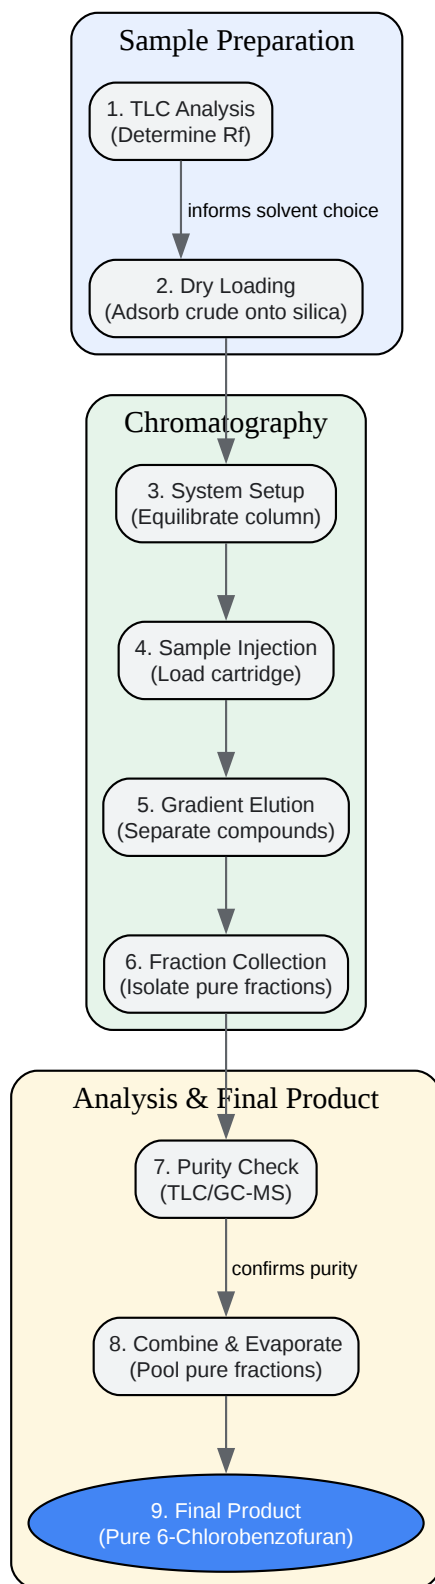 Sample Preparation
1. TLC Analysis
(Determine Rf)
informs solvent choice
2. Dry Loading
(Adsorb crude onto silica)
Chromatography
3. System Setup
(Equilibrate column)
4. Sample Injection
(Load cartridge)
5. Gradient Elution
(Separate compounds)
6. Fraction Collection
(Isolate pure fractions)
Analysis & Final Product
7. Purity Check
(TLC/GC-MS)
confirms purity
8. Combine & Evaporate
(Pool pure fractions)
9. Final Product
(Pure 6-Chlorobenzofuran)